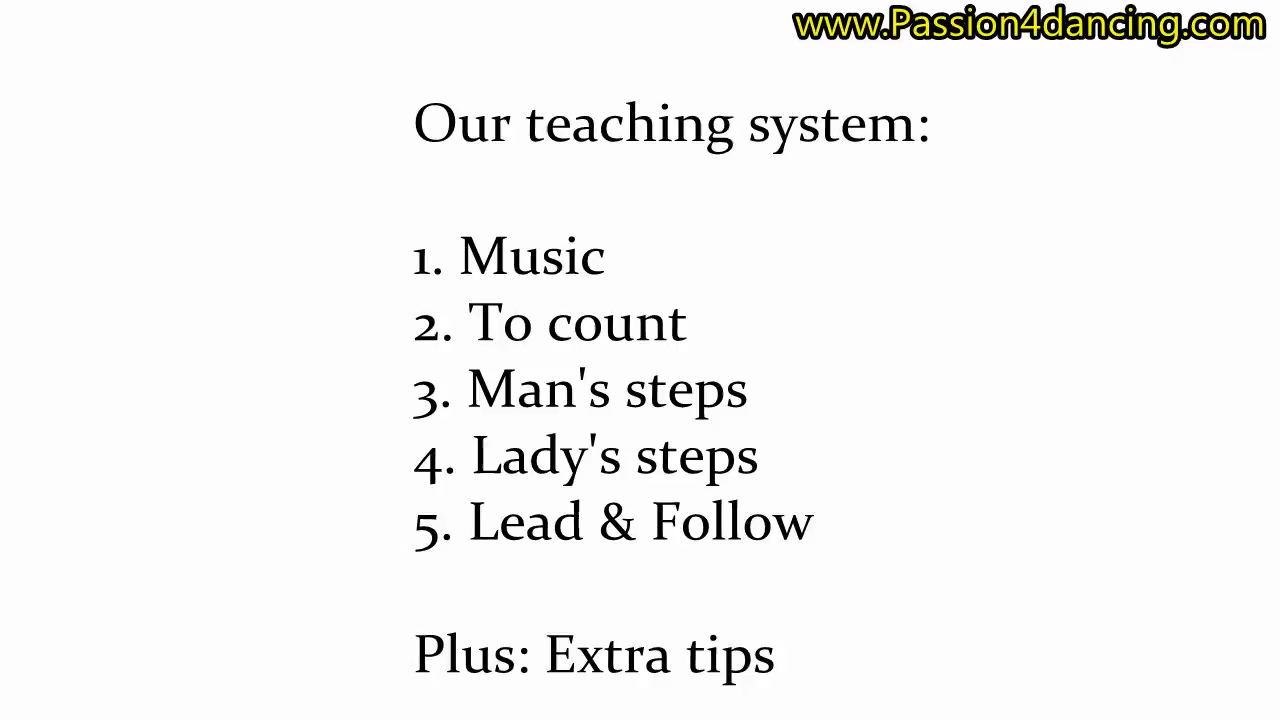 www.Passion4dancing.com
Our teaching system:
1. Music
2. To count
3. Man's steps
4. Lady's steps
5. Lead & Follow
Plus: Extra tips